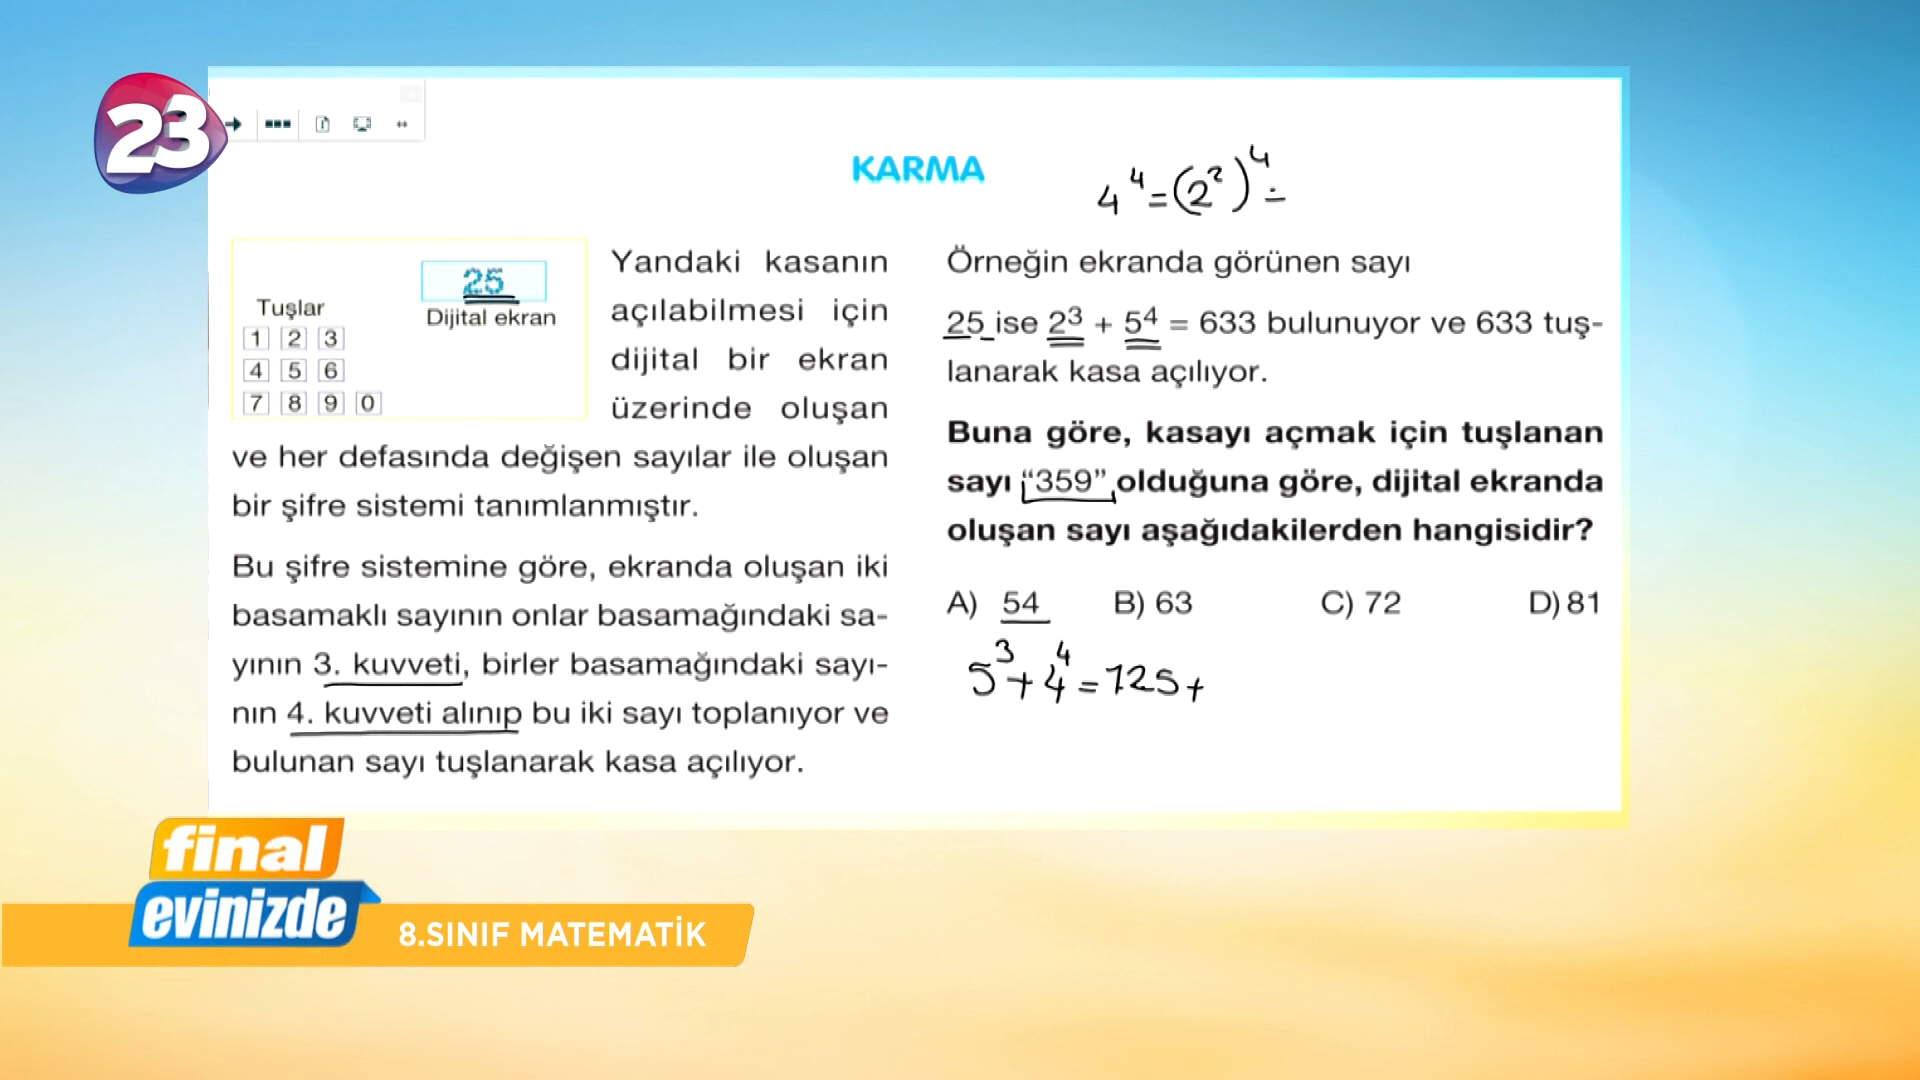 23
KARMA
4⁴=(2²)⁴=
25
Tuşlar
Dijital ekran
1 2 3
4 5 6
7 8 9 0
Yandaki kasanın
açılabilmesi için
dijital bir ekran
üzerinde oluşan
ve her defasında değişen sayılar ile oluşan
bir şifre sistemi tanımlanmıştır.
Bu şifre sistemine göre, ekranda oluşan iki
basamaklı sayının onlar basamağındaki sa-
yının 3. kuvveti, birler basamağındaki sayı-
nın 4. kuvveti alınıp bu iki sayı toplanıyor ve
bulunan sayı tuşlanarak kasa açılıyor.
Örneğin ekranda görünen sayı
25 ise 2³ + 5⁴ = 633 bulunuyor ve 633 tuş-
lanarak kasa açılıyor.
Buna göre, kasayı açmak için tuşlanan
sayı “359” olduğuna göre, dijital ekranda
oluşan sayı aşağıdakilerden hangisidir?
A) 54 B) 63 C) 72 D) 81
5³+4⁴=125+
final
evinizde
8.SINIF MATEMATİK